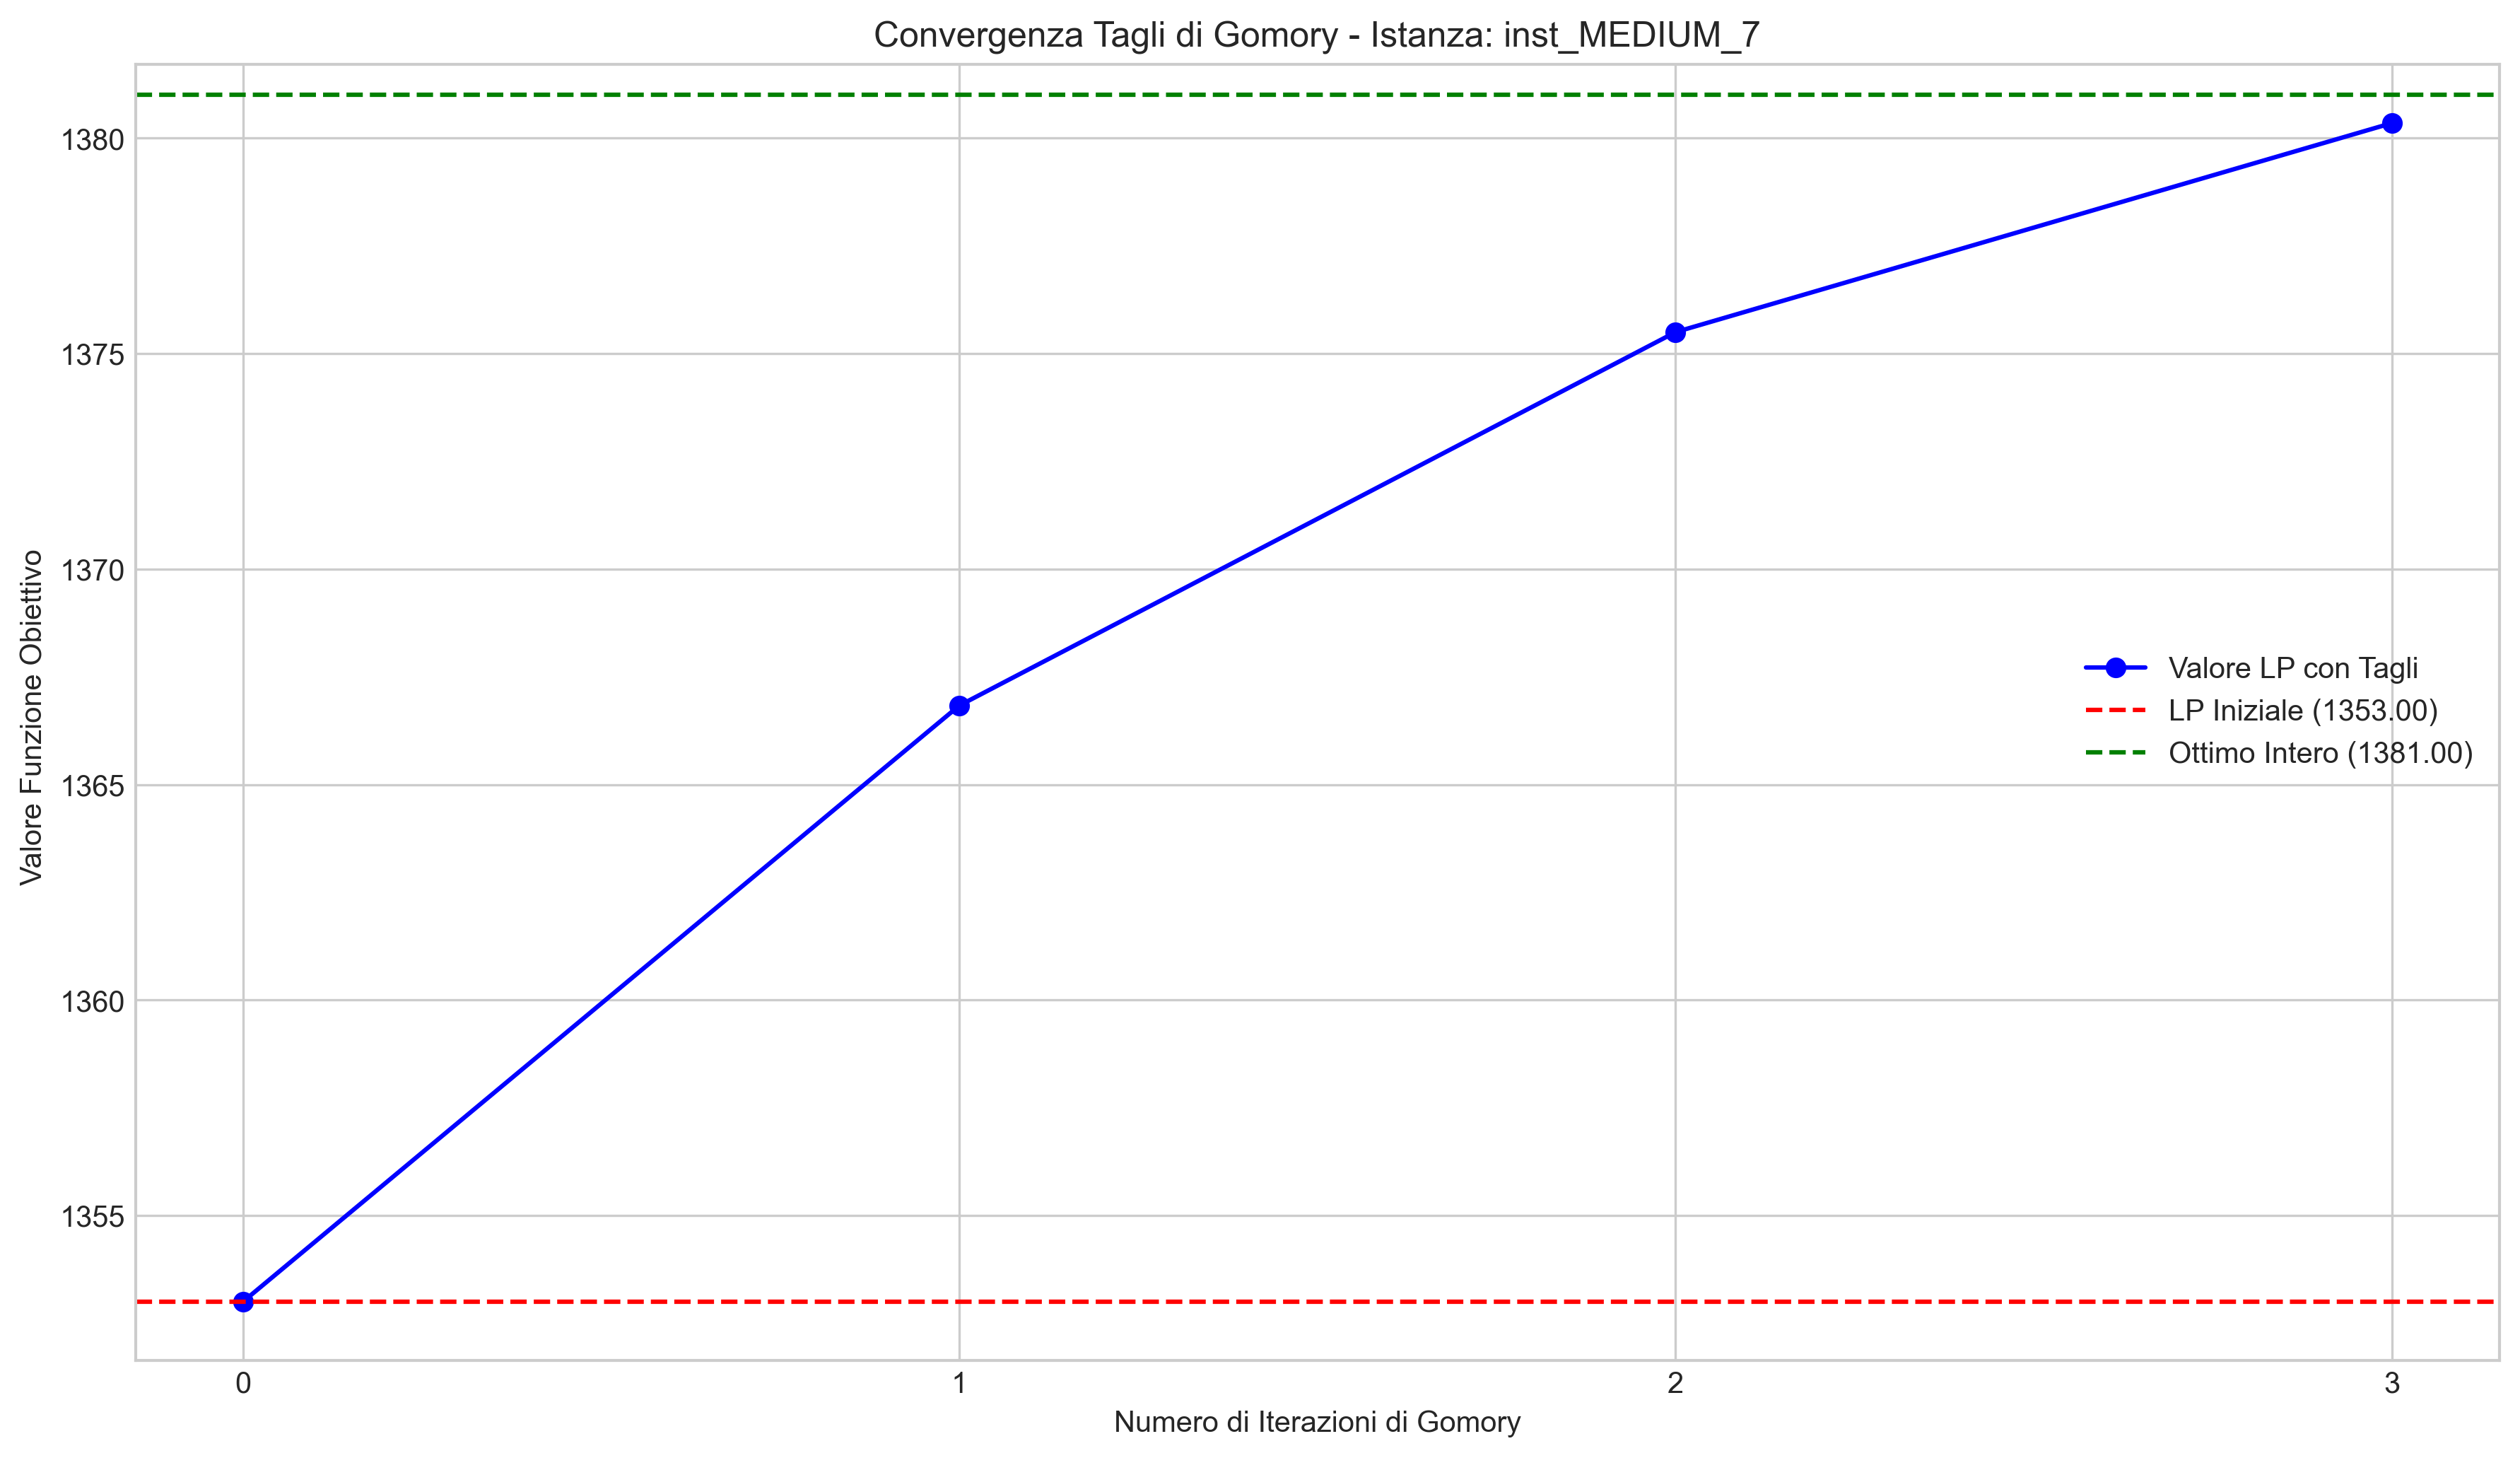 Convergenza Tagli di Gomory - Istanza: inst_MEDIUM_7
Valore Funzione Obiettivo
1380
1375
1370
1365
1360
1355
Valore LP con Tagli
LP Iniziale (1353.00)
Ottimo Intero (1381.00)
0 1 2 3
Numero di Iterazioni di Gomory